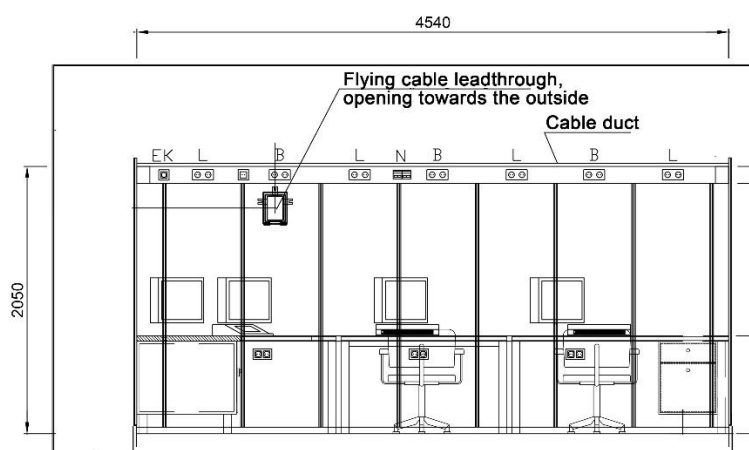 4540
Flying cable leadthrough,
opening towards the outside
Cable duct
EK L B L N B L B L
2050